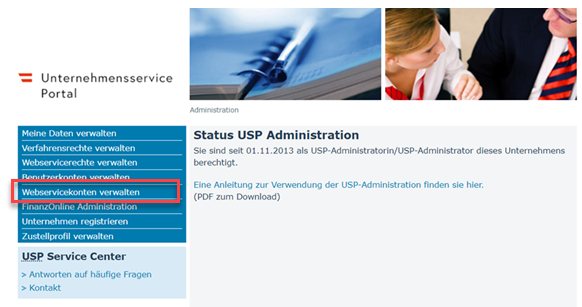 Unternehmensservice
Portal
Administration
Meine Daten verwalten
Verfahrensrechte verwalten
Webservicerechte verwalten
Benutzerkonten verwalten
Webservicekonten verwalten
FinanzOnline Administration
Unternehmen registrieren
Zustellprofil verwalten
USP Service Center
> Antworten auf häufige Fragen
> Kontakt
Status USP Administration
Sie sind seit 01.11.2013 als USP-Administratorin/USP-Administrator dieses Unternehmens
berechtigt.
Eine Anleitung zur Verwendung der USP-Administration finden sie hier.
(PDF zum Download)